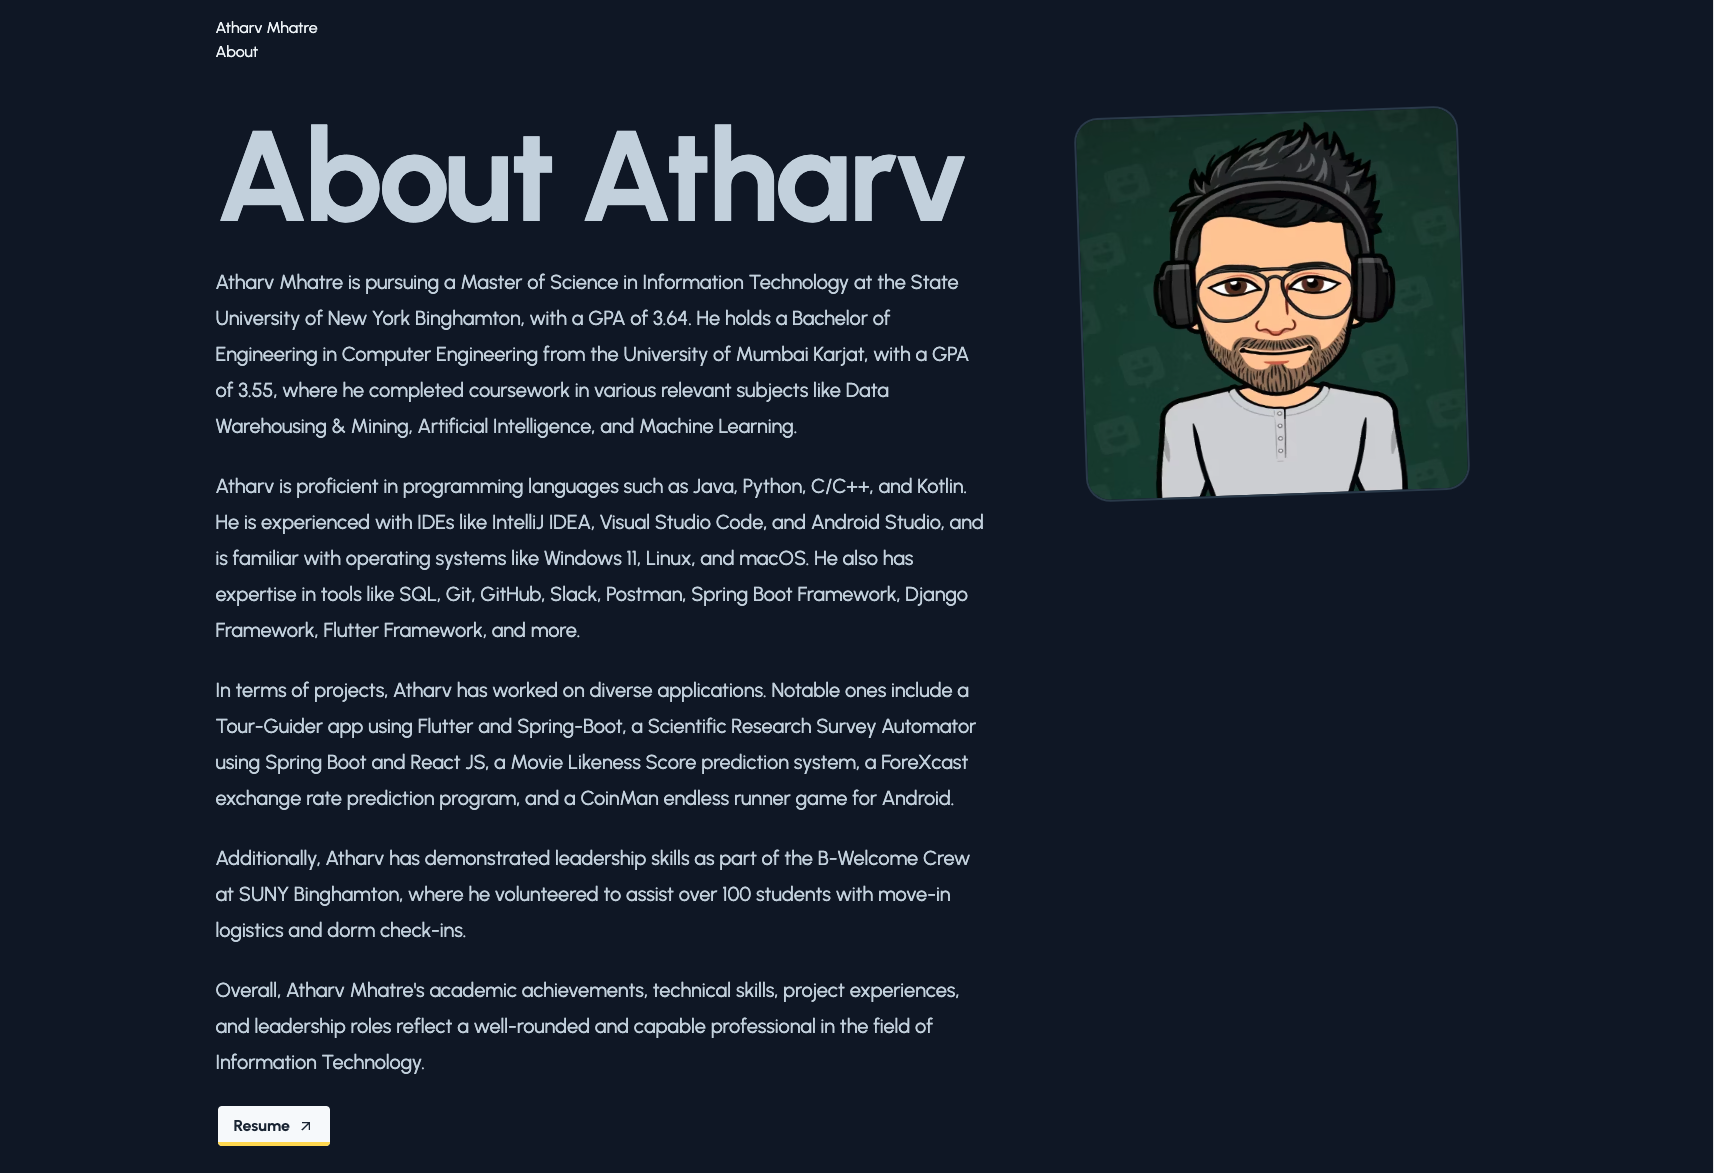 Atharv Mhatre
About
About Atharv
Atharv Mhatre is pursuing a Master of Science in Information Technology at the State
University of New York Binghamton, with a GPA of 3.64. He holds a Bachelor of
Engineering in Computer Engineering from the University of Mumbai Karjat, with a GPA
of 3.55, where he completed coursework in various relevant subjects like Data
Warehousing & Mining, Artificial Intelligence, and Machine Learning.
Atharv is proficient in programming languages such as Java, Python, C/C++, and Kotlin.
He is experienced with IDEs like IntelliJ IDEA, Visual Studio Code, and Android Studio, and
is familiar with operating systems like Windows 11, Linux, and macOS. He also has
expertise in tools like SQL, Git, GitHub, Slack, Postman, Spring Boot Framework, Django
Framework, Flutter Framework, and more.
In terms of projects, Atharv has worked on diverse applications. Notable ones include a
Tour-Guider app using Flutter and Spring-Boot, a Scientific Research Survey Automator
using Spring Boot and React JS, a Movie Likeness Score prediction system, a ForeXcast
exchange rate prediction program, and a CoinMan endless runner game for Android.
Additionally, Atharv has demonstrated leadership skills as part of the B-Welcome Crew
at SUNY Binghamton, where he volunteered to assist over 100 students with move-in
logistics and dorm check-ins.
Overall, Atharv Mhatre's academic achievements, technical skills, project experiences,
and leadership roles reflect a well-rounded and capable professional in the field of
Information Technology.
Resume